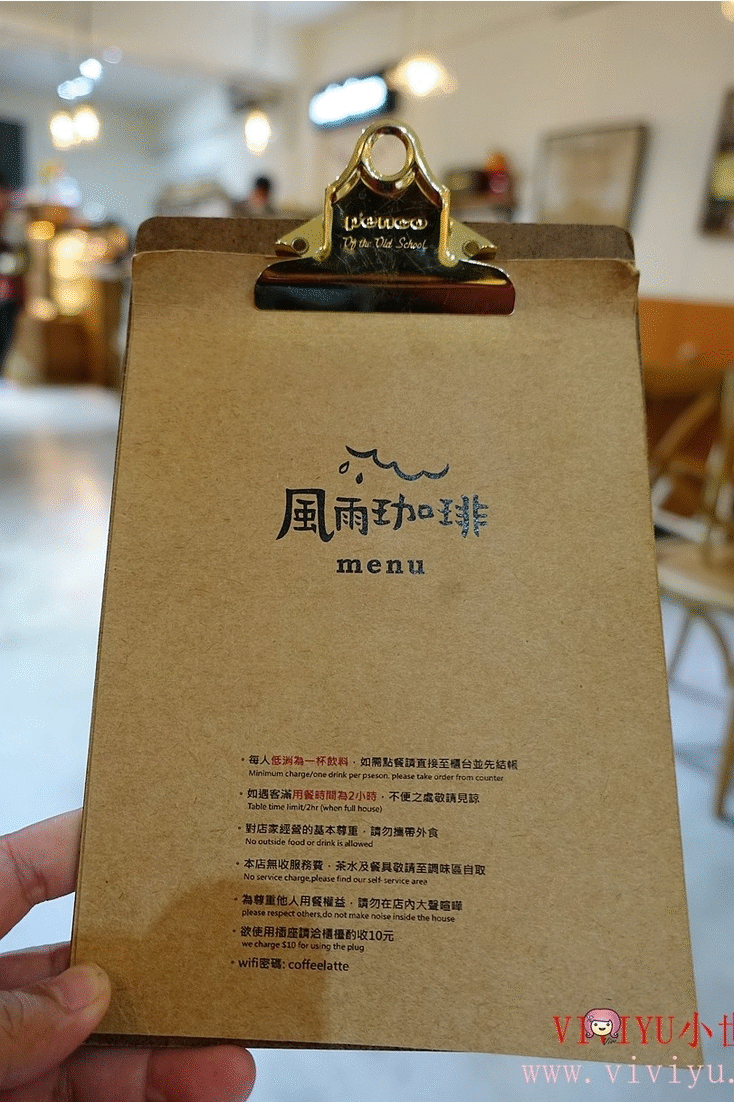 penco
Of the Old School
風雨珈琲
menu
・每人低消為一杯飲料，如需點餐請直接至櫃台並先結帳
Minimum charge/one drink per pseson. please take order from counter
・如遇客滿用餐時間為2小時，不便之處敬請見諒
Table time limit/2hr (when full house)
・對店家經營的基本尊重，請勿攜帶外食
No outside food or drink is allowed
・本店無收服務費，茶水及餐具敬請至調味區自取
No service charge,please find our self-service area
・為尊重他人用餐權益，請勿在店內大聲喧嘩
please respect others,do not make noise inside the house
・欲使用插座請洽櫃檯酌收10元
we charge $10 for using the plug
・wifi密碼: coffeelatte
VIVIYU小世
www.viviyu.